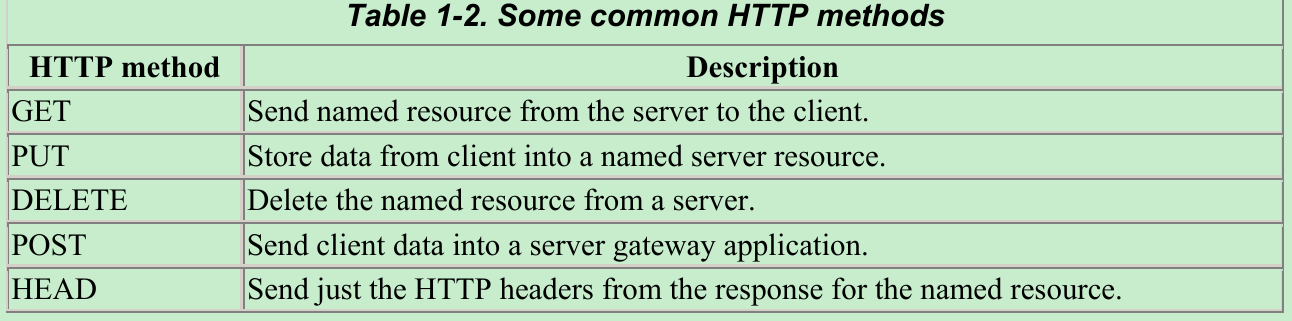 Table 1-2. Some common HTTP methods
HTTP method Description
GET Send named resource from the server to the client.
PUT Store data from client into a named server resource.
DELETE Delete the named resource from a server.
POST Send client data into a server gateway application.
HEAD Send just the HTTP headers from the response for the named resource.